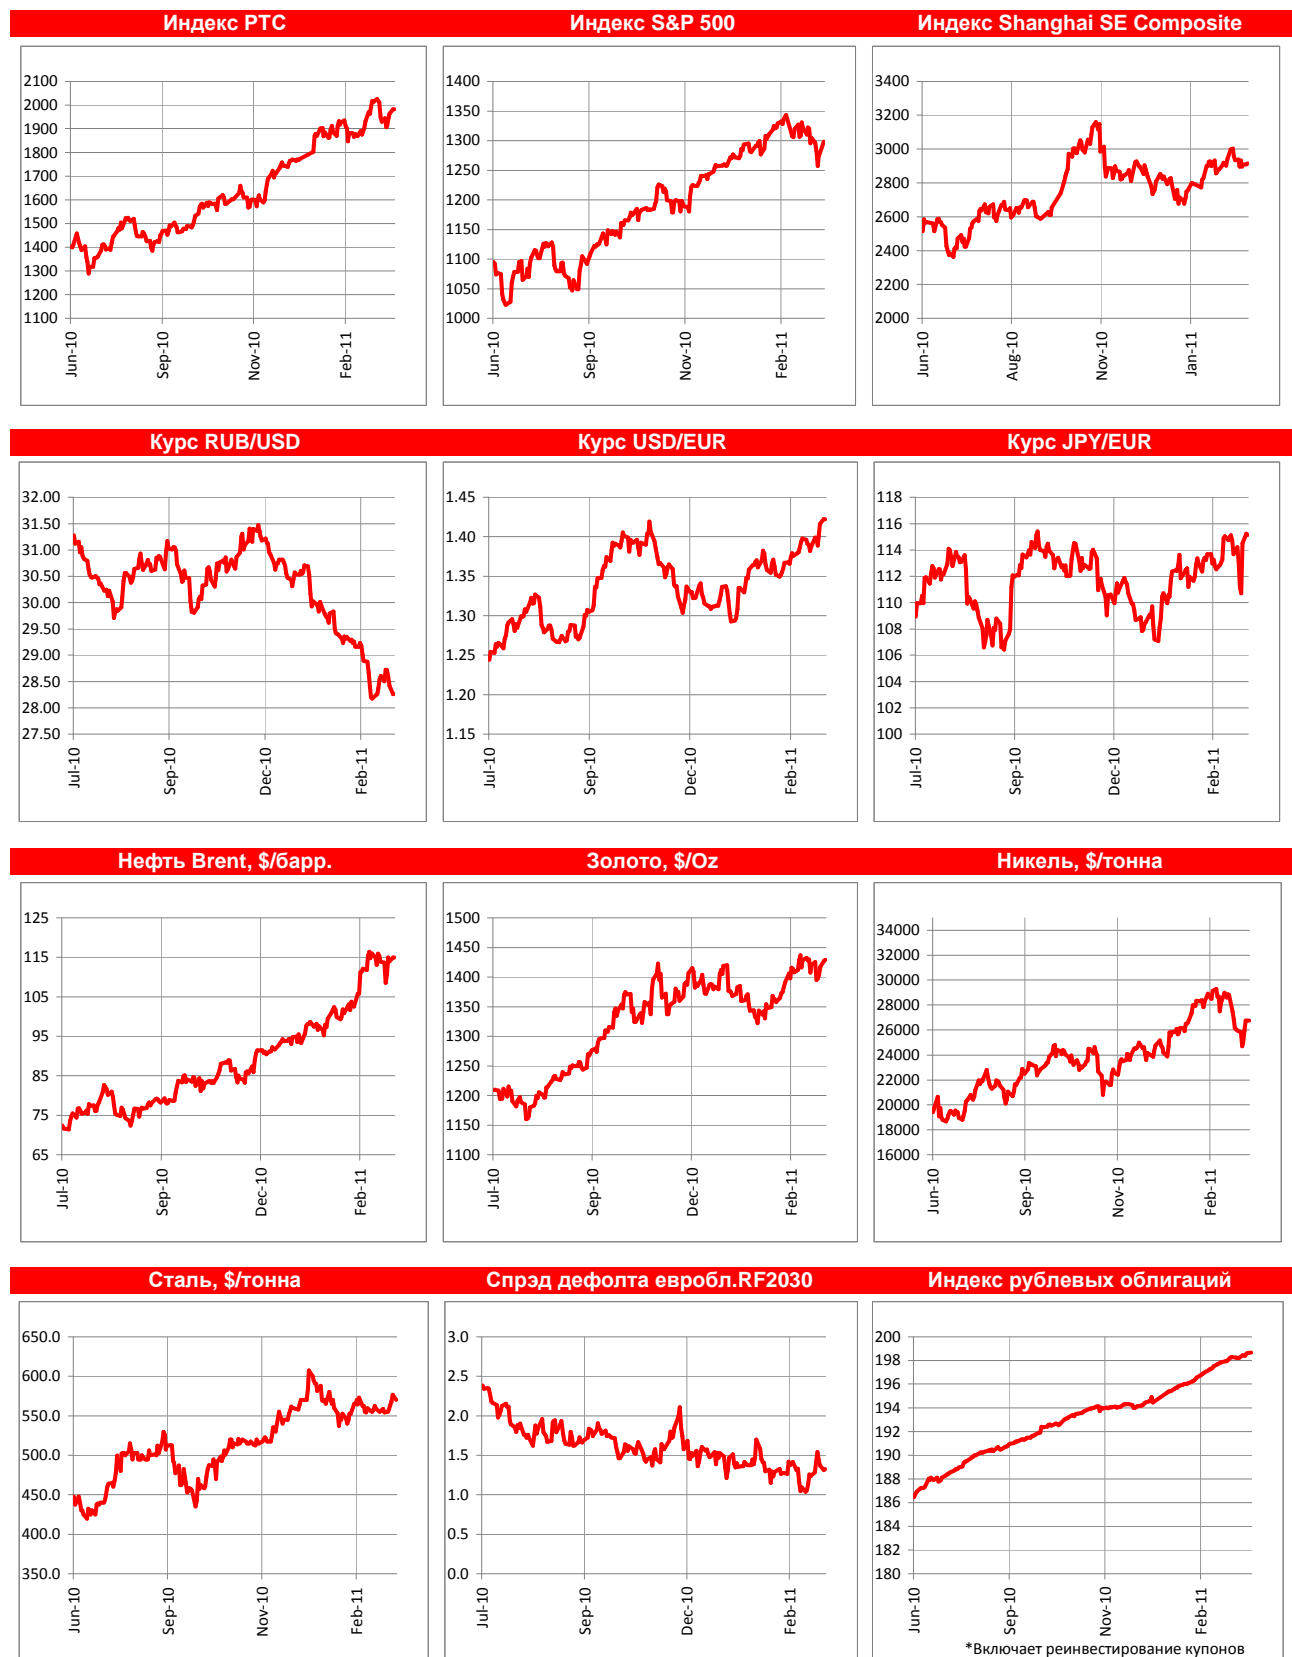 Индекс РТС
Индекс S&P 500
Индекс Shanghai SE Composite
2100
2000
1900
1800
1700
1600
1500
1400
1300
1200
1100
Jun-10
Sep-10
Nov-10
Feb-11
1400
1350
1300
1250
1200
1150
1100
1050
1000
Jun-10
Sep-10
Nov-10
Feb-11
3400
3200
3000
2800
2600
2400
2200
2000
Jun-10
Aug-10
Nov-10
Jan-11
Курс RUB/USD
Курс USD/EUR
Курс JPY/EUR
32.00
31.50
31.00
30.50
30.00
29.50
29.00
28.50
28.00
27.50
Jul-10
Sep-10
Dec-10
Feb-11
1.45
1.40
1.35
1.30
1.25
1.20
1.15
Jul-10
Sep-10
Dec-10
Feb-11
118
116
114
112
110
108
106
104
102
100
Jul-10
Sep-10
Dec-10
Feb-11
Нефть Brent, $/барр.
Золото, $/Oz
Никель, $/тонна
125
115
105
95
85
75
65
Jul-10
Sep-10
Dec-10
Feb-11
1500
1450
1400
1350
1300
1250
1200
1150
1100
Jul-10
Sep-10
Dec-10
Feb-11
34000
30000
28000
26000
24000
22000
20000
18000
16000
Jun-10
Sep-10
Nov-10
Feb-11
Сталь, $/тонна
Спрэд дефолта евробл.RF2030
Индекс рублевых облигаций
650.0
600.0
550.0
500.0
450.0
400.0
350.0
Jun-10
Sep-10
Nov-10
Feb-11
3.0
2.5
2.0
1.5
1.0
0.5
0.0
Jul-10
Sep-10
Dec-10
Feb-11
200
198
196
194
192
190
188
186
184
182
180
Jun-10
Sep-10
Nov-10
Feb-11
*Включает реинвестирование купонов